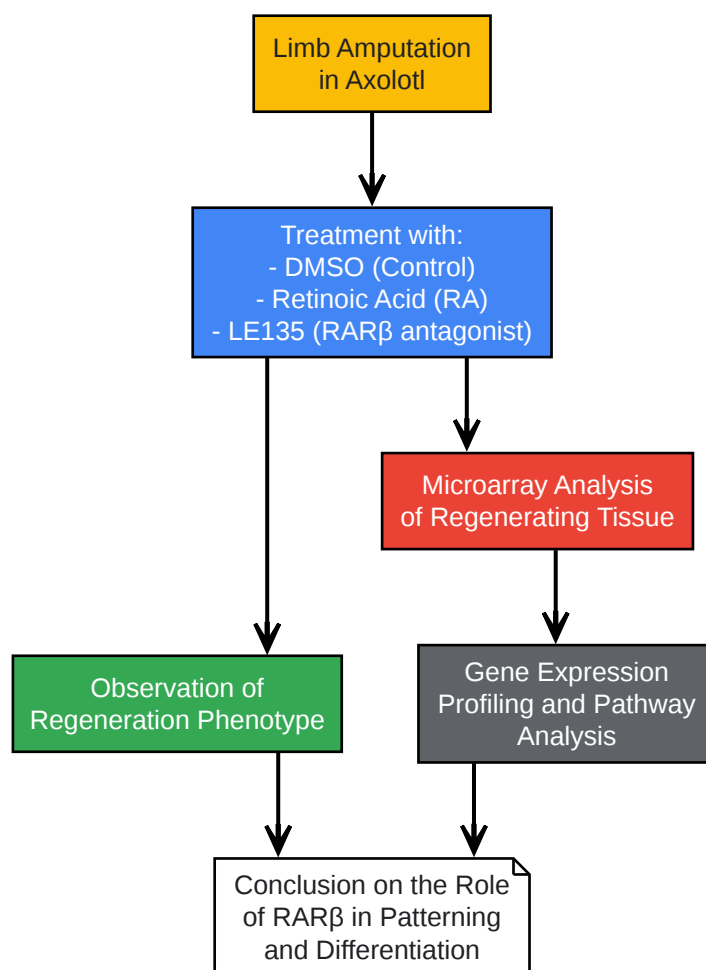 Limb Amputation
in Axolotl
Treatment with:
- DMSO (Control)
- Retinoic Acid (RA)
- LE135 (RARβ antagonist)
Microarray Analysis
of Regenerating Tissue
Observation of
Regeneration Phenotype
Gene Expression
Profiling and Pathway
Analysis
Conclusion on the Role
of RARβ in Patterning
and Differentiation